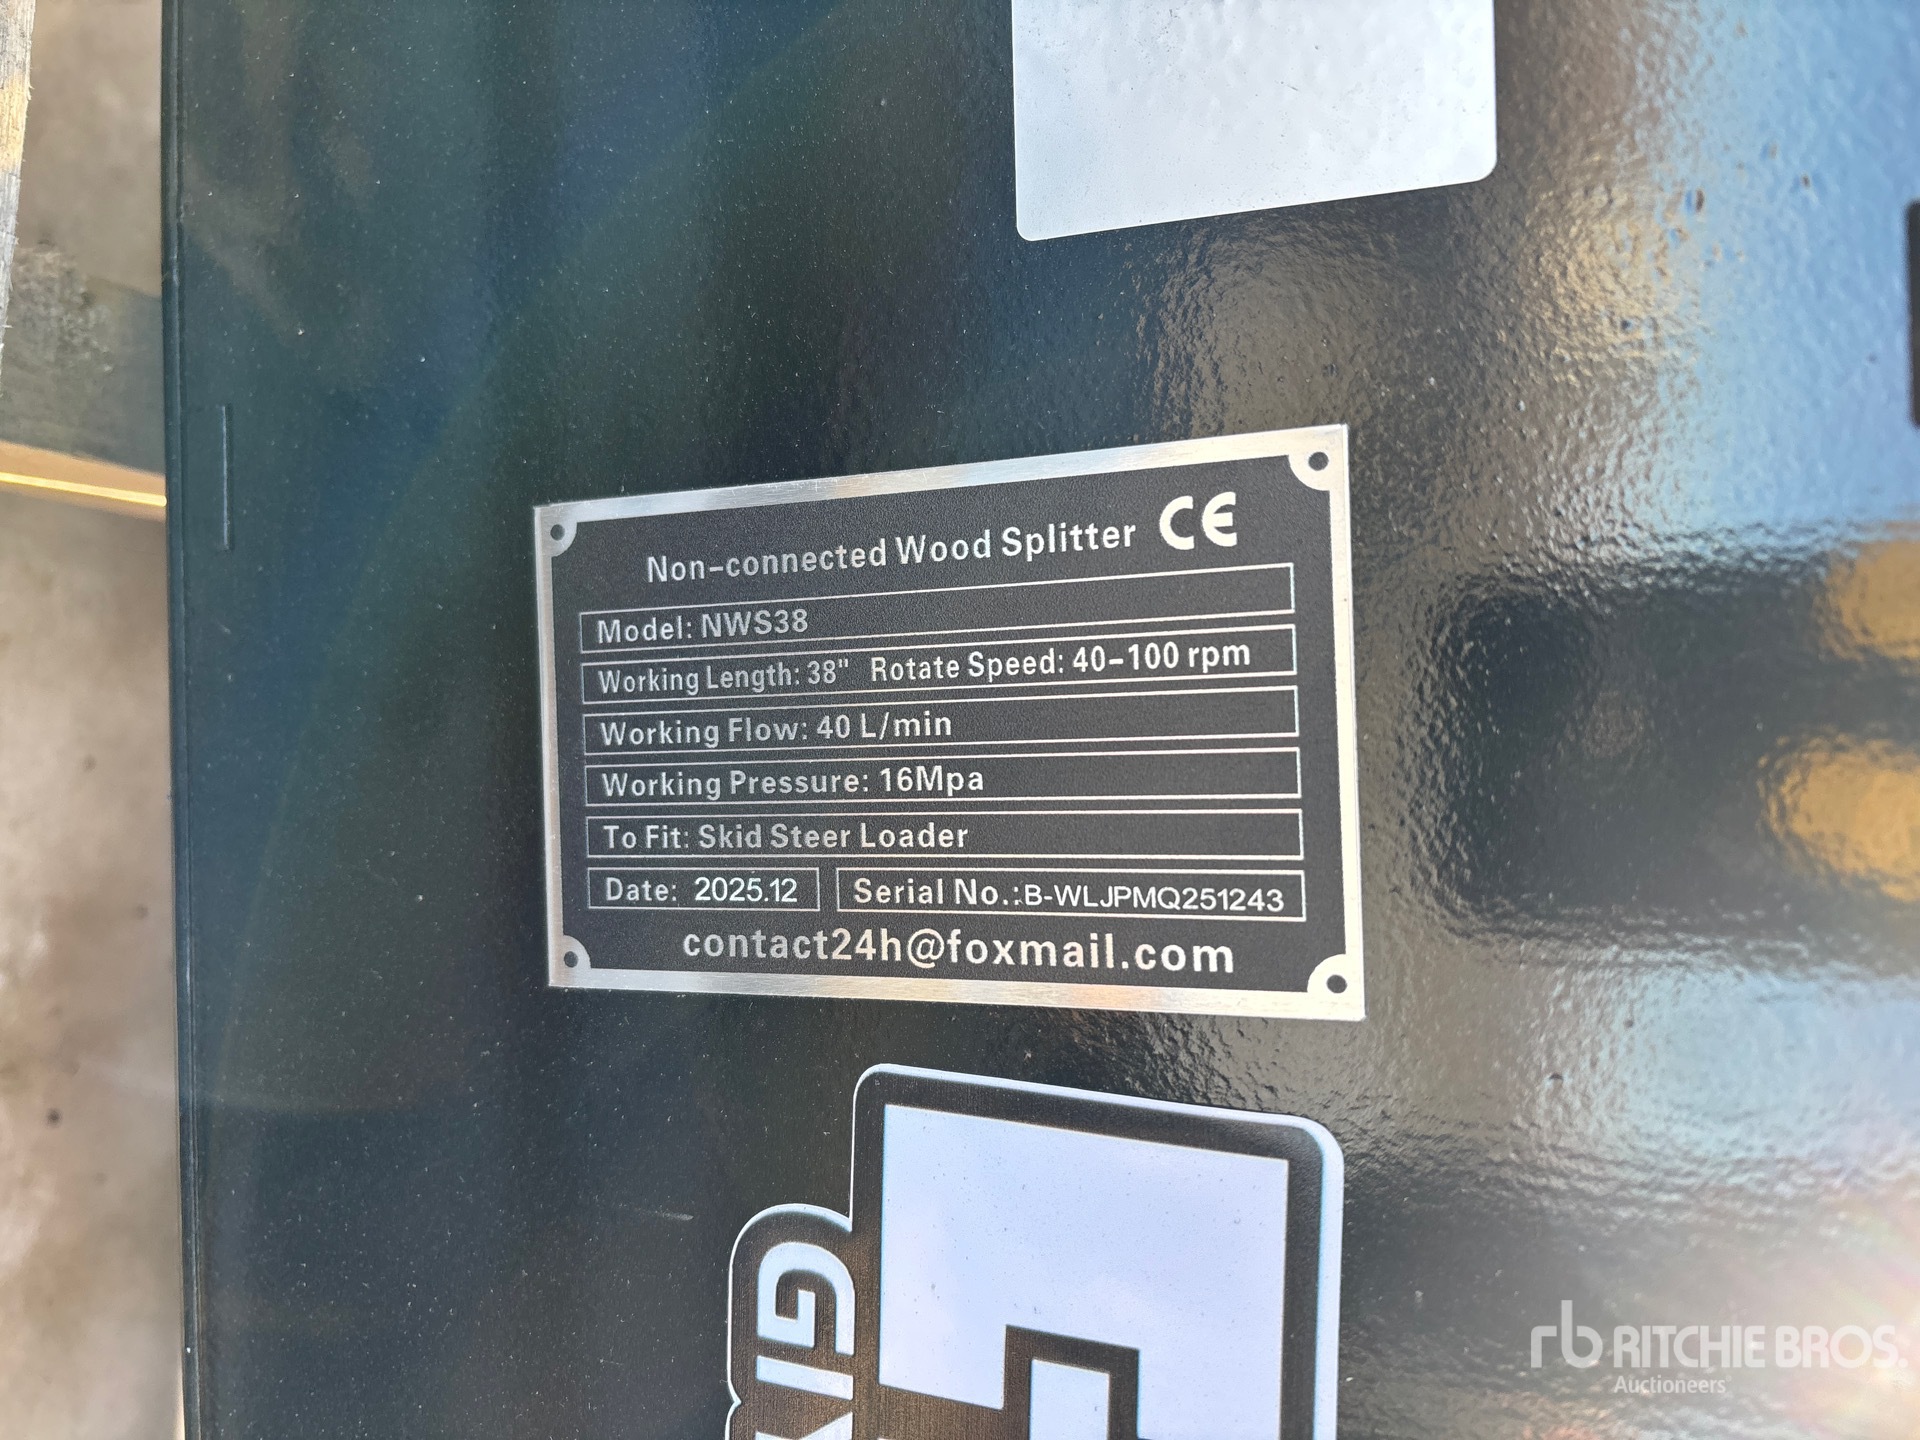 Non-connected Wood Splitter CE
Model: NWS38
Working Length: 38" Rotate Speed: 40-100 rpm
Working Flow: 40 L/min
Working Pressure: 16Mpa
To Fit: Skid Steer Loader
Date: 2025.12 Serial No.:B-WLJPMQ251243
contact24h@foxmail.com
rb RITCHIE BROS.
Auctioneers